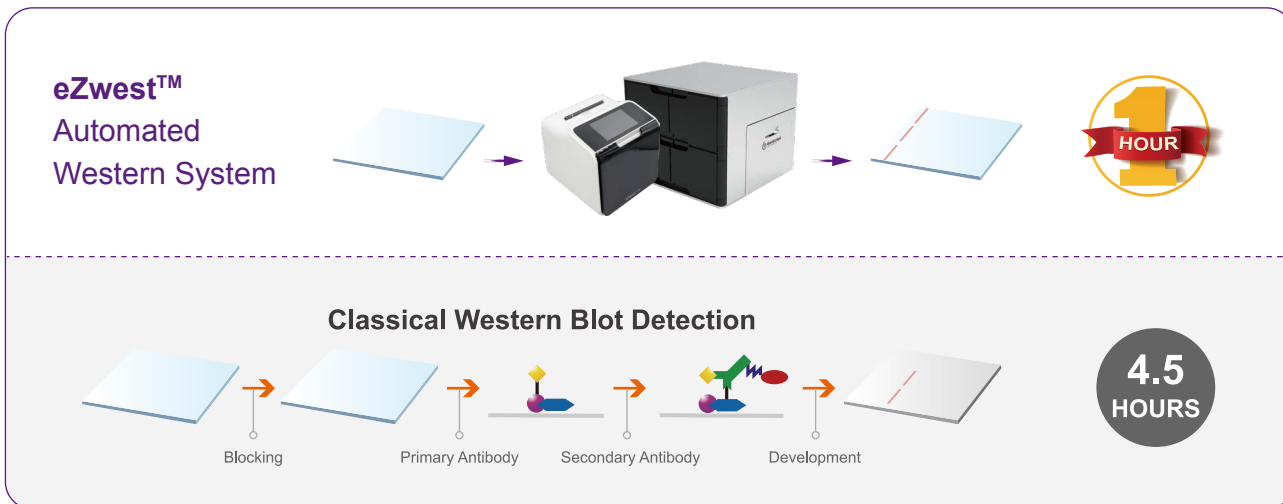 eZwest™
Automated
Western System
1
HOUR
Classical Western Blot Detection
4.5
HOURS
Blocking
Primary Antibody
Secondary Antibody
Development